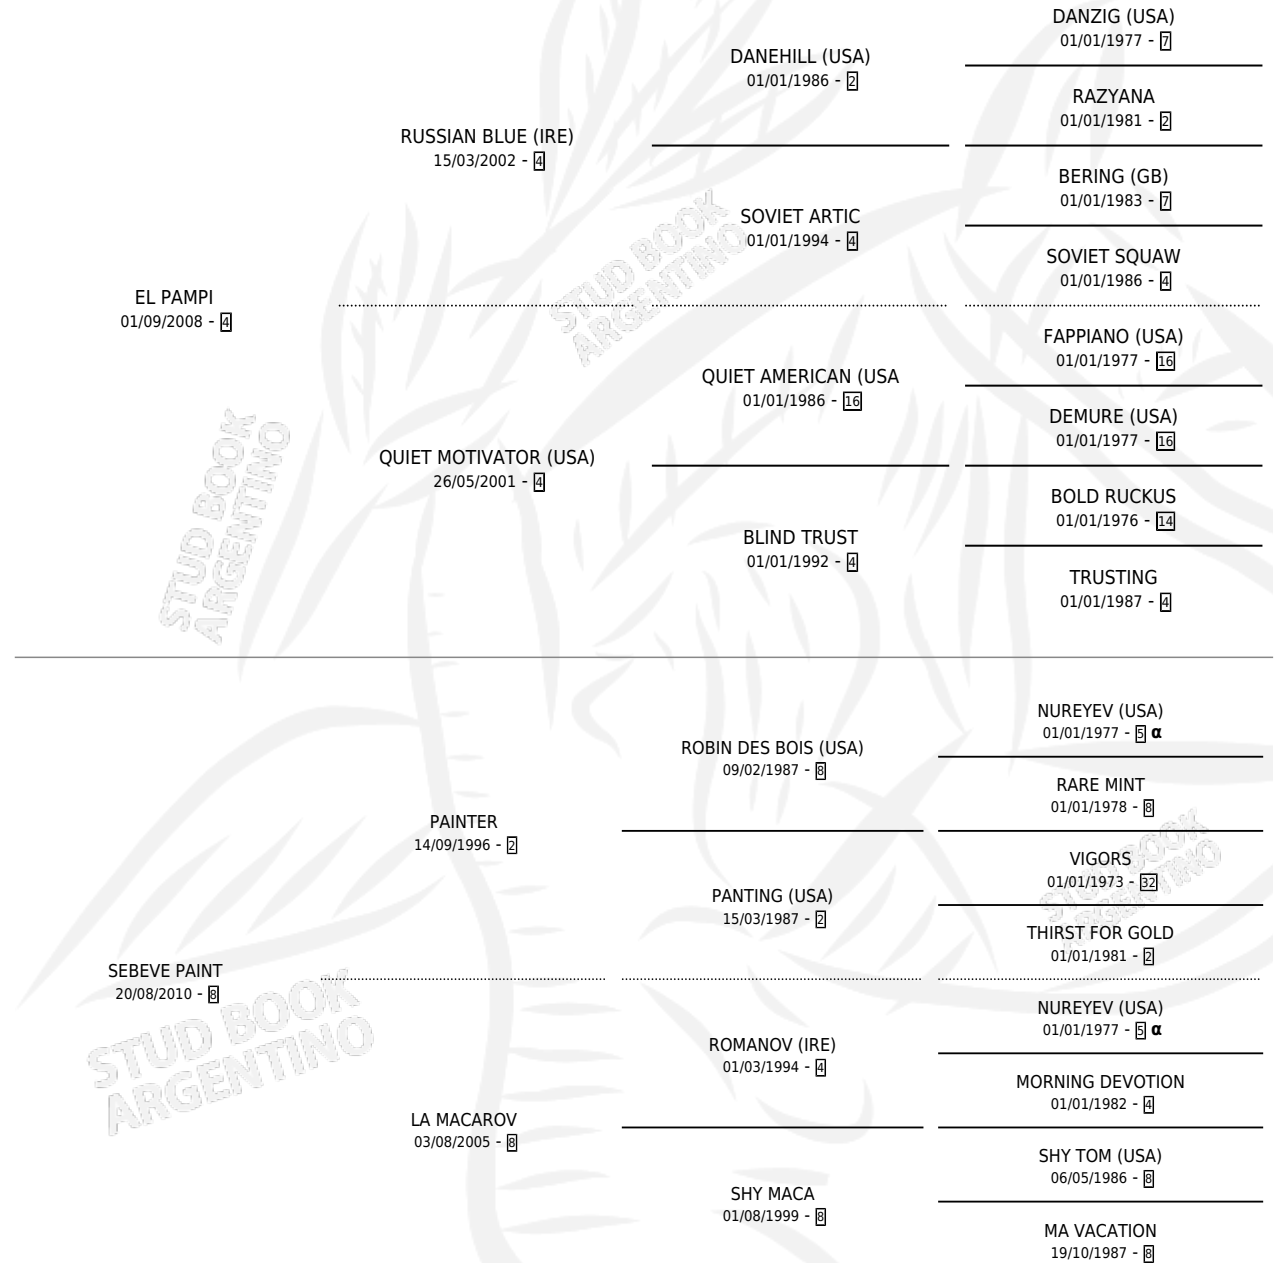 DANZIG (USA)
01/01/1977 - 7
DANEHILL (USA)
01/01/1986 - 2
RAZYANA
01/01/1981 - 2
RUSSIAN BLUE (IRE)
15/03/2002 - 4
BERING (GB)
01/01/1983 - 7
SOVIET ARTIC
01/01/1994 - 4
SOVIET SQUAW
01/01/1986 - 4
EL PAMPI
01/09/2008 - 4
FAPPIANO (USA)
01/01/1977 - 16
QUIET AMERICAN (USA
01/01/1986 - 16
DEMURE (USA)
01/01/1977 - 16
QUIET MOTIVATOR (USA)
26/05/2001 - 4
BOLD RUCKUS
01/01/1976 - 14
BLIND TRUST
01/01/1992 - 4
TRUSTING
01/01/1987 - 4
NUREYEV (USA)
01/01/1977 - 5 α
ROBIN DES BOIS (USA)
09/02/1987 - 8
RARE MINT
01/01/1978 - 8
PAINTER
14/09/1996 - 2
VIGORS
01/01/1973 - 32
PANTING (USA)
15/03/1987 - 2
THIRST FOR GOLD
01/01/1981 - 2
SEBEVE PAINT
20/08/2010 - 8
NUREYEV (USA)
01/01/1977 - 5 α
ROMANOV (IRE)
01/03/1994 - 4
MORNING DEVOTION
01/01/1982 - 4
LA MACAROV
03/08/2005 - 8
SHY TOM (USA)
06/05/1986 - 8
SHY MACA
01/08/1999 - 8
MA VACATION
19/10/1987 - 8
STUD BOOK
ARGENTINO
STUD BOOK
ARGENTINO
STUD BOOK
ARGENTINO
STUD BOOK
ARGENTINO